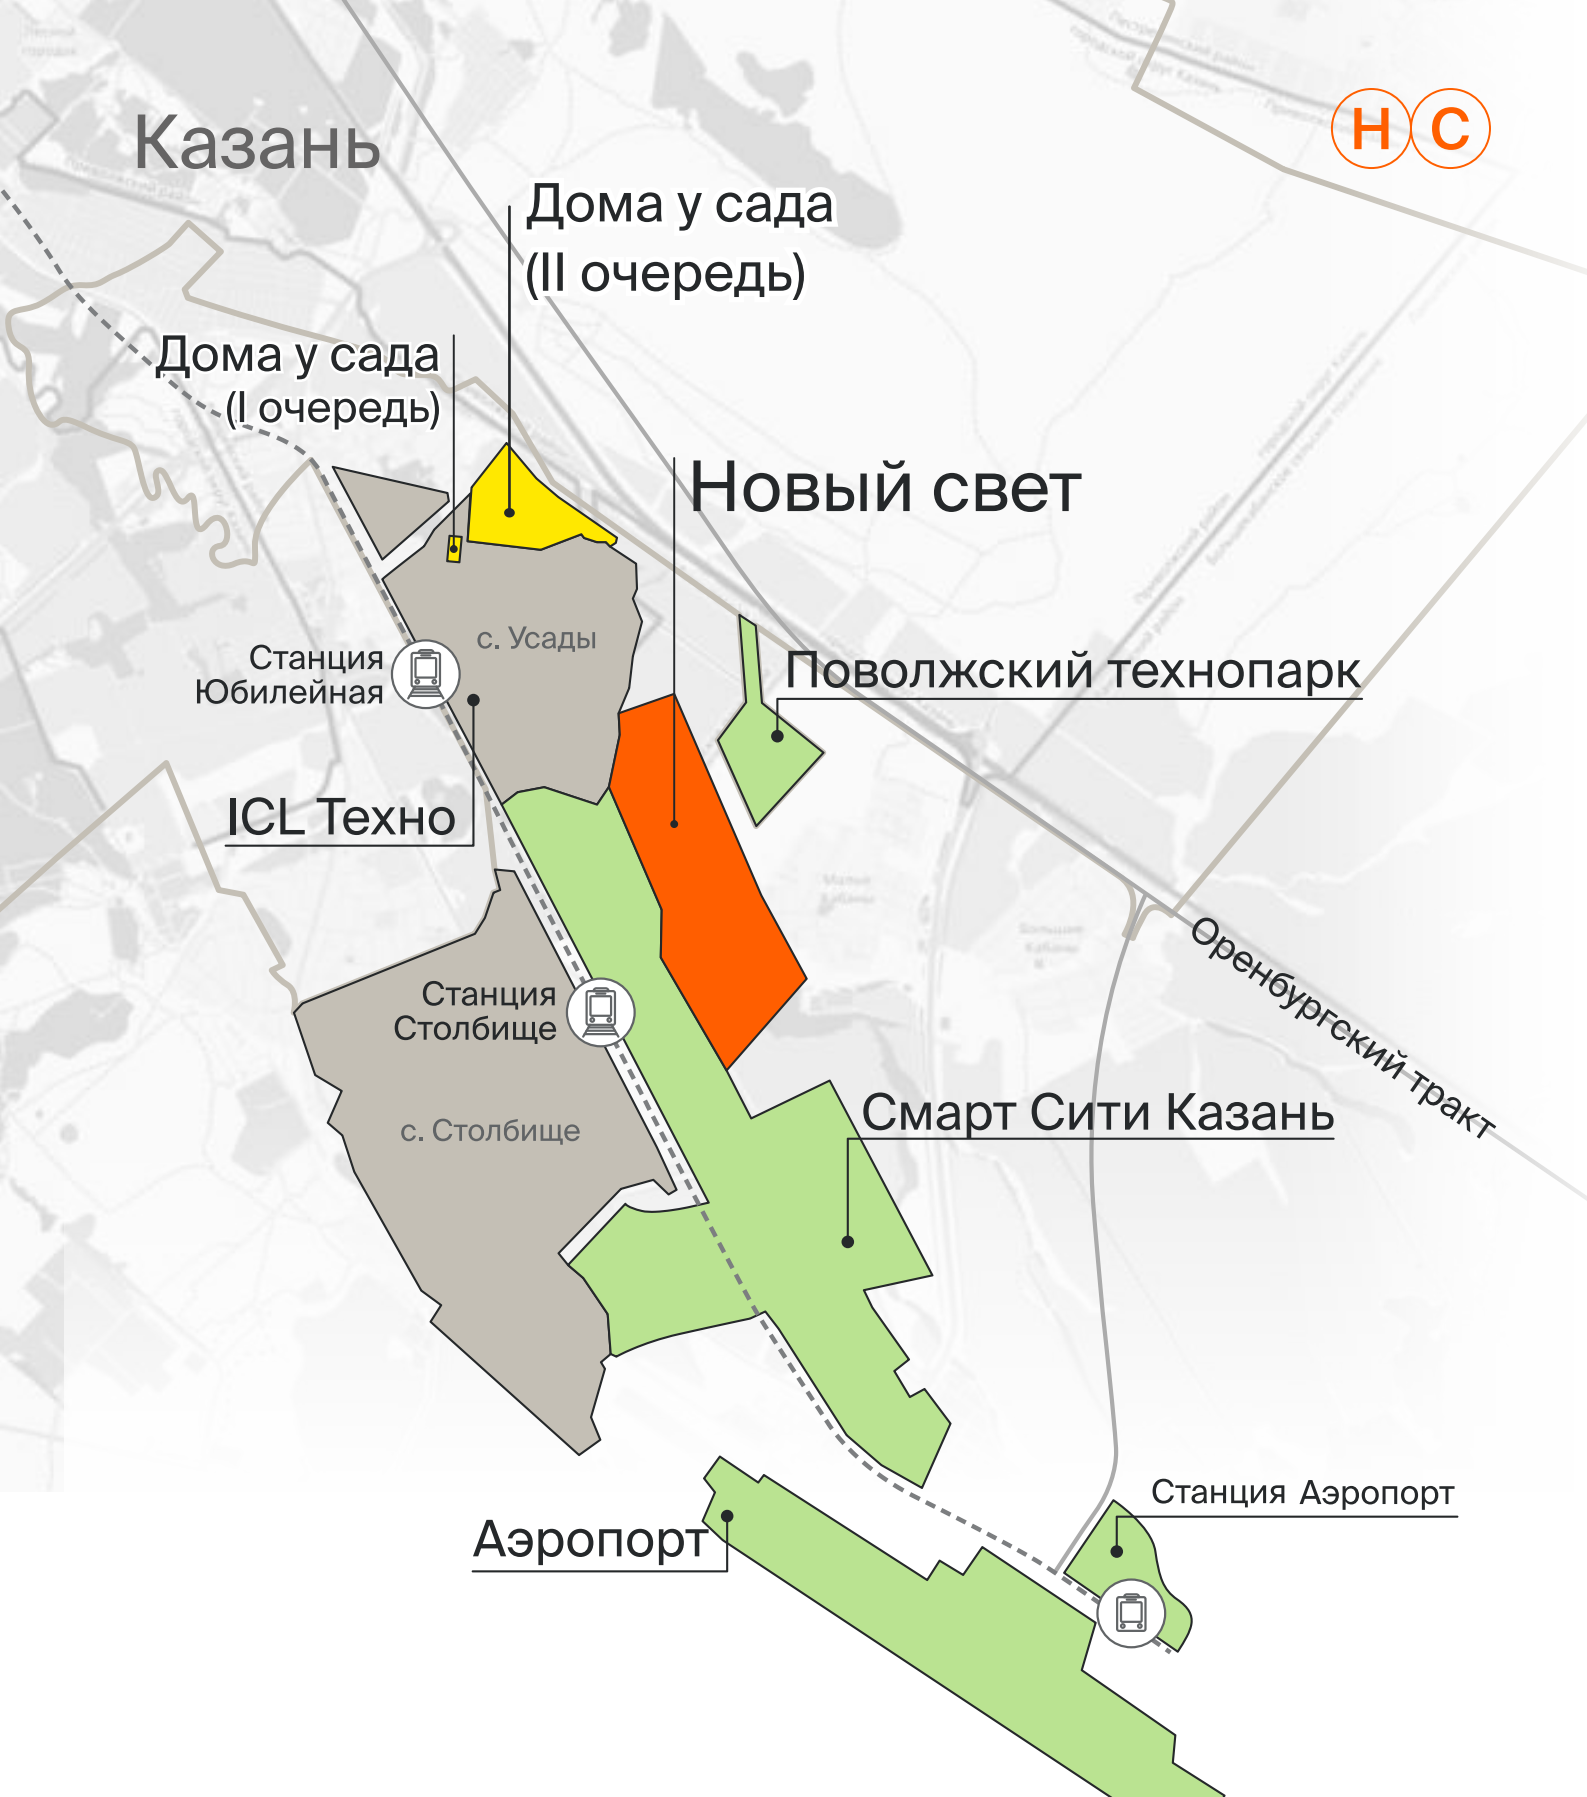 Казань
Н С
Дома у сада
(II очередь)
Дома у сада
(I очередь)
Новый свет
с. Усады
Станция
Юбилейная
Поволжский технопарк
ICL Техно
Станция
Столбище
Оренбургский тракт
Смарт Сити Казань
с. Столбище
Станция Аэропорт
Аэропорт